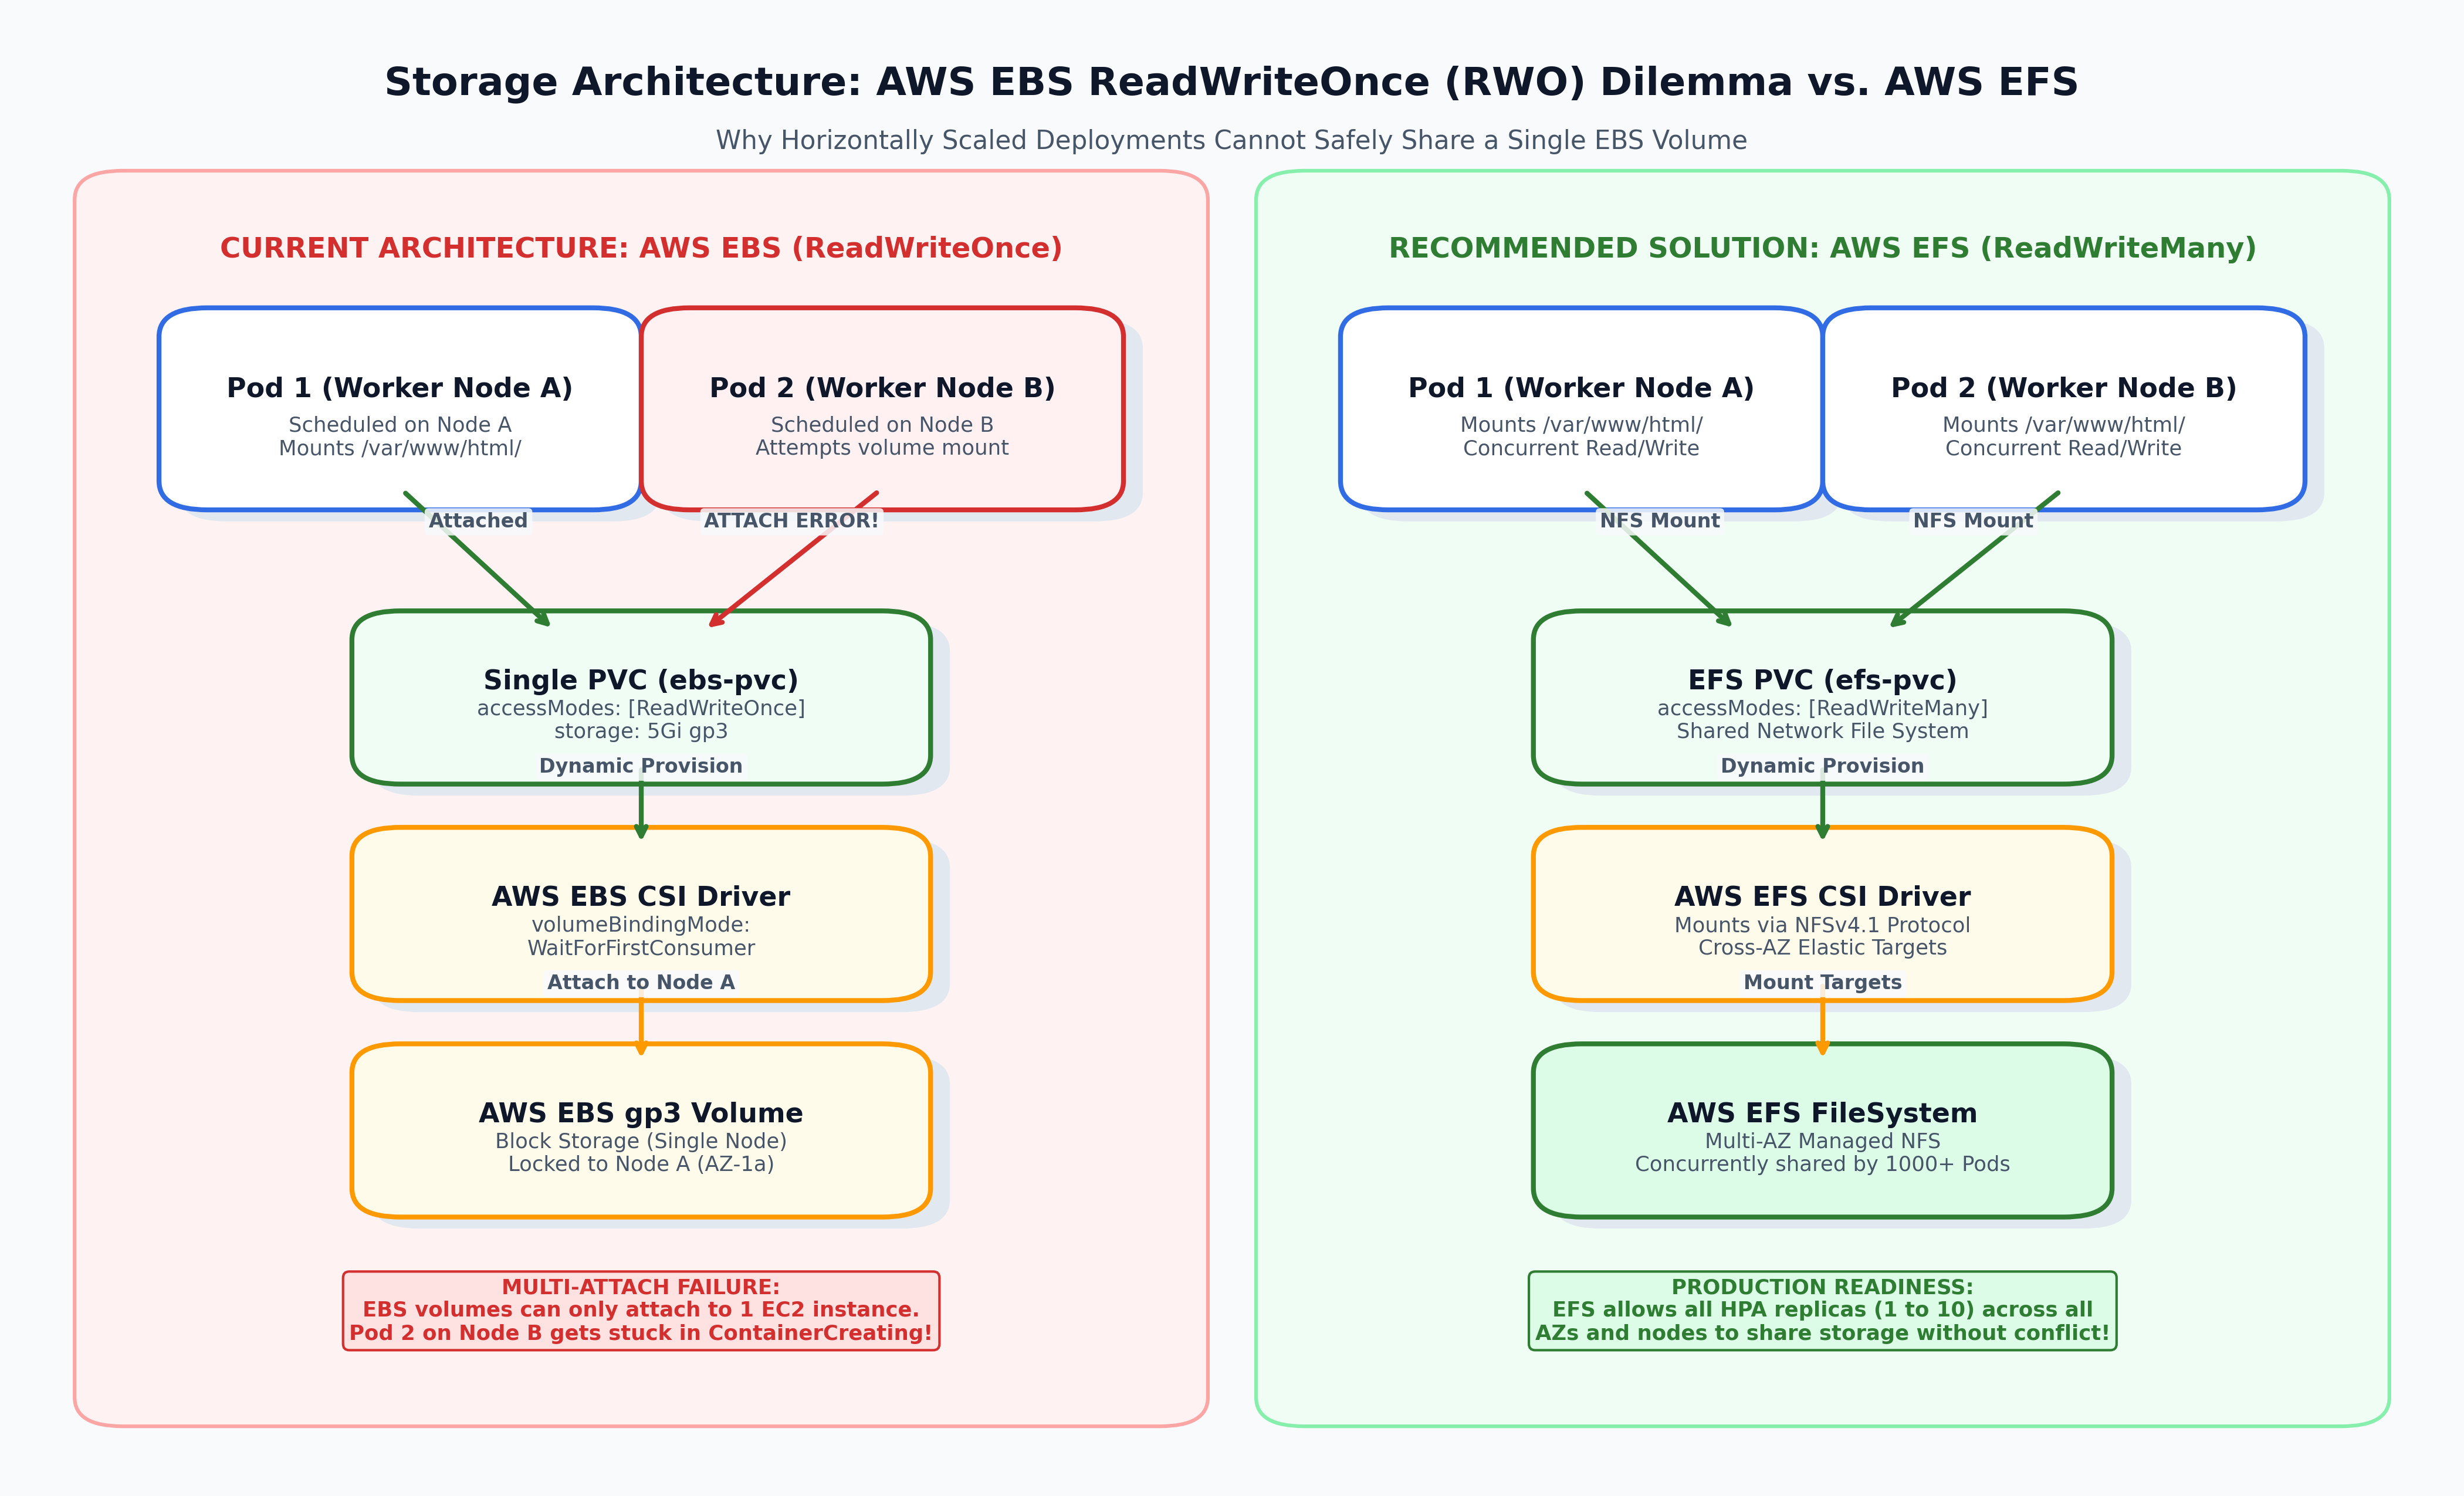 Storage Architecture: AWS EBS ReadWriteOnce (RWO) Dilemma vs. AWS EFS
Why Horizontally Scaled Deployments Cannot Safely Share a Single EBS Volume
CURRENT ARCHITECTURE: AWS EBS (ReadWriteOnce)
Pod 1 (Worker Node A)
Scheduled on Node A
Mounts /var/www/html/
Pod 2 (Worker Node B)
Scheduled on Node B
Attempts volume mount
Attached
ATTACH ERROR!
Single PVC (ebs-pvc)
accessModes: [ReadWriteOnce]
storage: 5Gi gp3
Dynamic Provision
AWS EBS CSI Driver
volumeBindingMode:
WaitForFirstConsumer
Attach to Node A
AWS EBS gp3 Volume
Block Storage (Single Node)
Locked to Node A (AZ-1a)
MULTI-ATTACH FAILURE:
EBS volumes can only attach to 1 EC2 instance.
Pod 2 on Node B gets stuck in ContainerCreating!
RECOMMENDED SOLUTION: AWS EFS (ReadWriteMany)
Pod 1 (Worker Node A)
Mounts /var/www/html/
Concurrent Read/Write
Pod 2 (Worker Node B)
Mounts /var/www/html/
Concurrent Read/Write
NFS Mount
NFS Mount
EFS PVC (efs-pvc)
accessModes: [ReadWriteMany]
Shared Network File System
Dynamic Provision
AWS EFS CSI Driver
Mounts via NFSv4.1 Protocol
Cross-AZ Elastic Targets
Mount Targets
AWS EFS FileSystem
Multi-AZ Managed NFS
Concurrently shared by 1000+ Pods
PRODUCTION READINESS:
EFS allows all HPA replicas (1 to 10) across all
AZs and nodes to share storage without conflict!